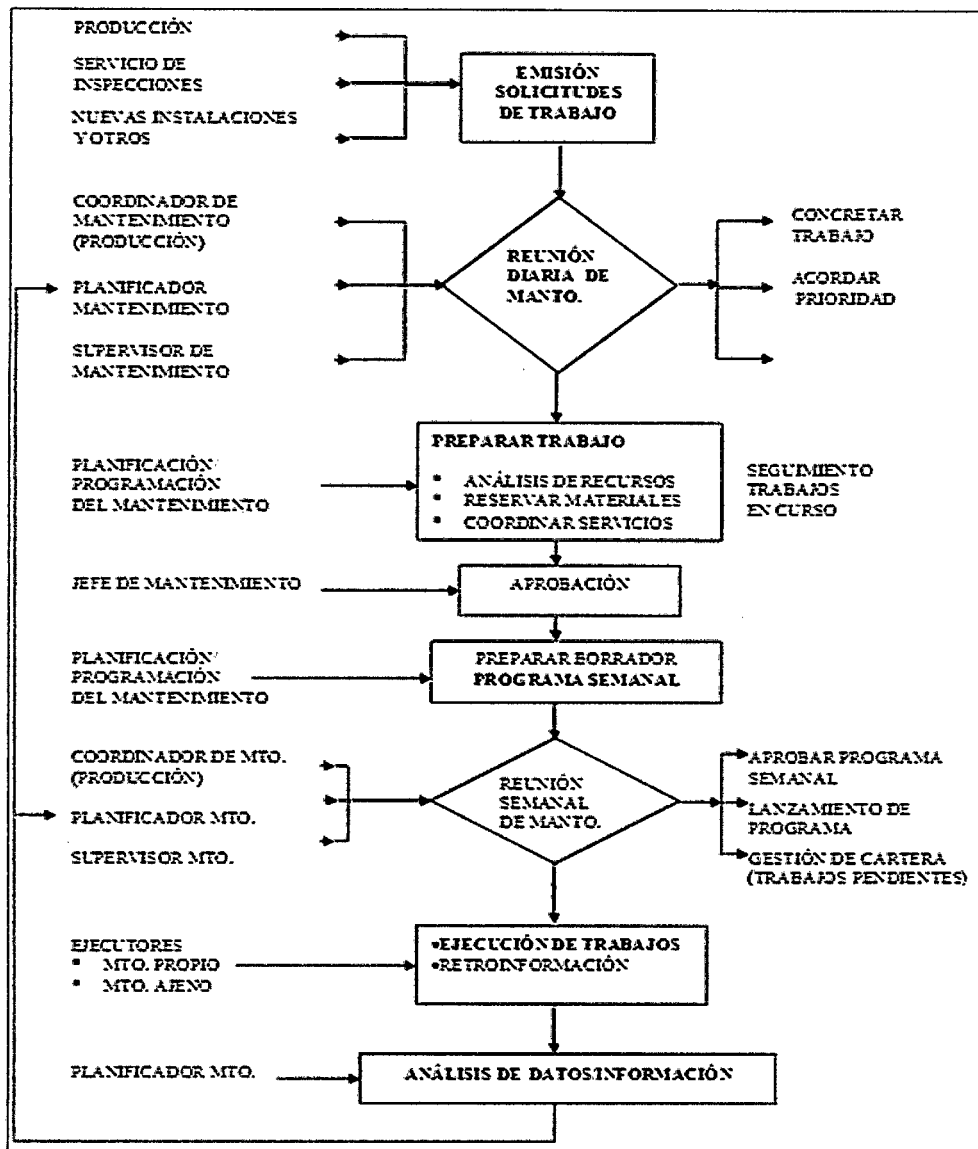 PRODUCCIÓN
SERVICIO DE
INSPECCIONES
NUEVAS INSTALACIONES
Y OTROS
EMISIÓN
SOLICITUDES
DE TRABAJO
COORDINADOR DE
MANTENIMIENTO
(PRODUCCIÓN)
PLANIFICADOR
MANTENIMIENTO
SUPERVISOR DE
MANTENIMIENTO
REUNIÓN
DIARIA DE
MANTO.
CONCRETAR
TRABAJO
ACORDAR
PRIORIDAD
PLANIFICACIÓN/
PROGRAMACIÓN
DEL MANTENIMIENTO
PREPARAR TRABAJO
▪ ANÁLISIS DE RECURSOS
▪ RESERVAR MATERIALES
▪ COORDINAR SERVICIOS
SEGUIMIENTO
TRABAJOS
EN CURSO
JEFE DE MANTENIMIENTO
APROBACIÓN
PLANIFICACIÓN/
PROGRAMACIÓN
DEL MANTENIMIENTO
PREPARAR BORRADOR
PROGRAMA SEMANAL
COORDINADOR DE MTO.
(PRODUCCIÓN)
PLANIFICADOR MTO.
SUPERVISOR MTO.
REUNIÓN
SEMANAL
DE MANTO.
APROBAR PROGRAMA
SEMANAL
LANZAMIENTO DE
PROGRAMA
GESTIÓN DE CARTERA
(TRABAJOS PENDIENTES)
EJECUTORES
▪ MTO. PROPIO
▪ MTO. AJENO
•EJECUCIÓN DE TRABAJOS
•RETROINFORMACIÓN
PLANIFICADOR MTO.
ANÁLISIS DE DATOS/INFORMACIÓN